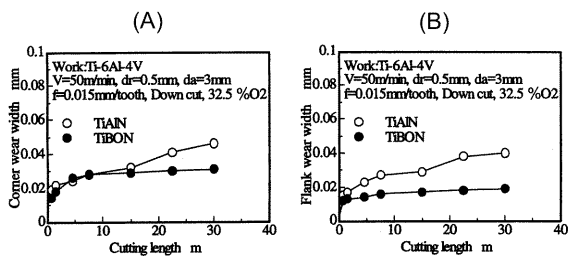 (A)
(B)
0.1
Work:Ti-6Al-4V
V=50m/min, dr=0.5mm, da=3mm
f=0.015mm/tooth, Down cut, 32.5 %O2
0.08
0.06
TiAlN
TiBON
0.04
0.02
0
0
10
20
30
40
Corner wear width mm
Cutting length m
0.1
Work:Ti-6Al-4V
V=50m/min, dr=0.5mm, da=3mm
f=0.015mm/tooth, Down cut, 32.5 %O2
0.08
0.06
TiAlN
TiBON
0.04
0.02
0
0
10
20
30
40
Flank wear width mm
Cutting length m